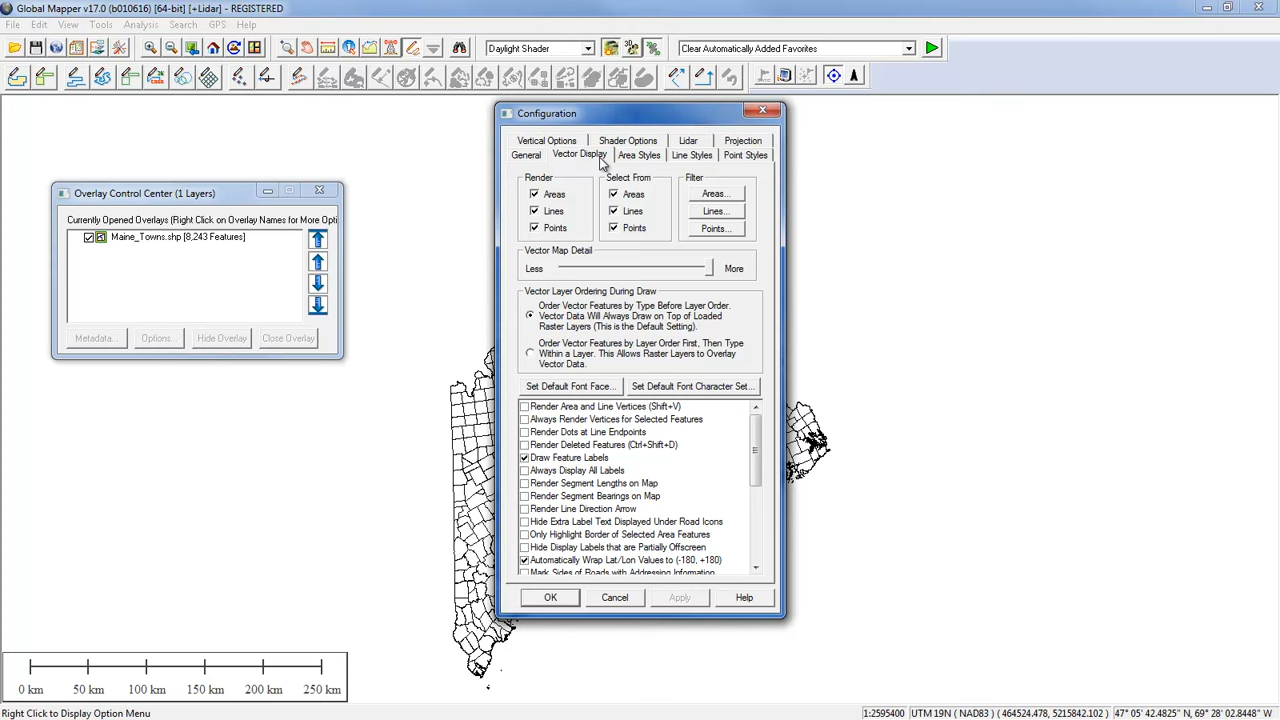 Global Mapper v17.0 (b010616) [64-bit] [+Lidar] - REGISTERED
File Edit View Tools Analysis Search GPS Help
Daylight Shader
Clear Automatically Added Favorites
Configuration
Vertical Options Shader Options Lidar Projection
General Vector Display Area Styles Line Styles Point Styles
Render Select From Filter
Areas Areas Areas...
Lines Lines Lines...
Points Points Points...
Vector Map Detail
Less More
Vector Layer Ordering During Draw
Order Vector Features by Type Before Layer Order.
Vector Data Will Always Draw on Top of Loaded
Raster Layers (This is the Default Setting).
Order Vector Features by Layer Order First, Then Type
Within a Layer. This Allows Raster Layers to Overlay
Vector Data.
Set Default Font Face... Set Default Font Character Set...
Render Area and Line Vertices (Shift+V)
Always Render Vertices for Selected Features
Render Dots at Line Endpoints
Render Deleted Features (Ctrl+Shift+D)
Draw Feature Labels
Always Display All Labels
Render Segment Lengths on Map
Render Segment Bearings on Map
Render Line Direction Arrow
Hide Extra Label Text Displayed Under Road Icons
Only Highlight Border of Selected Area Features
Hide Display Labels that are Partially Offscreen
Automatically Wrap Lat/Lon Values to (-180, +180)
Mark Sides of Roads with Addressing Information
OK Cancel Apply Help
Overlay Control Center (1 Layers)
Currently Opened Overlays (Right Click on Overlay Names for More Opti
Maine_Towns.shp [8,243 Features]
Metadata... Options... Hide Overlay Close Overlay
0 km 50 km 100 km 150 km 200 km 250 km
Right Click to Display Option Menu
1:2595400 UTM 19N ( NAD83 ) ( 464524.478, 5215842.102 ) 47° 05' 42.4825" N, 69° 28' 02.8448" W